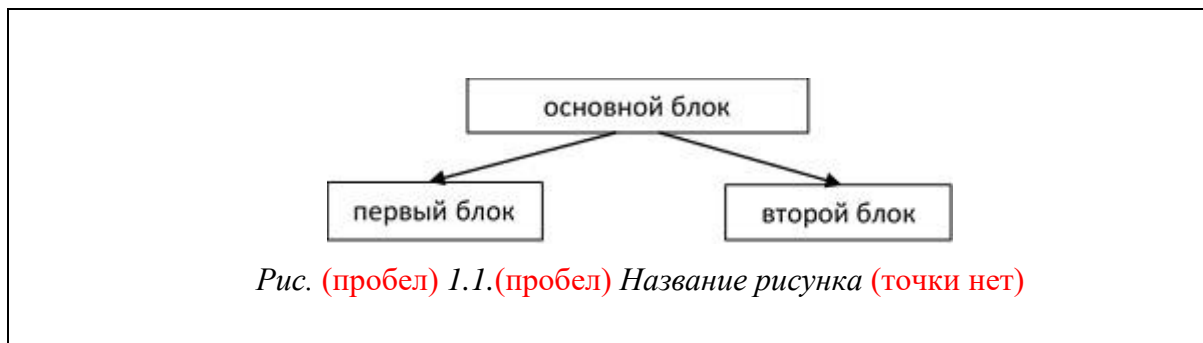 основной блок
первый блок
второй блок
Рис. (пробел) 1.1.(пробел) Название рисунка (точки нет)